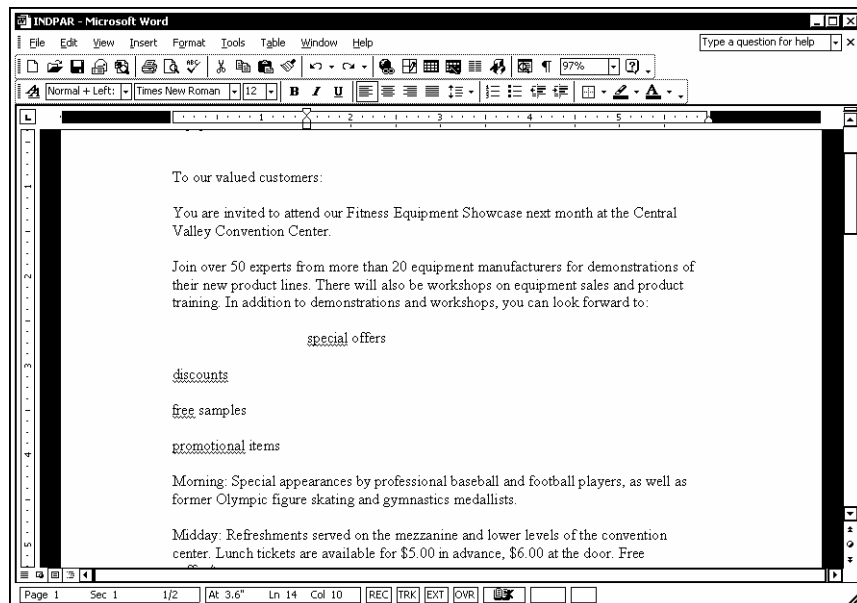 INDPAR - Microsoft Word
File Edit View Insert Format Tools Table Window Help
Type a question for help
97%
Normal + Left: Times New Roman 12 B I U
1 2 3 4 5
To our valued customers:
You are invited to attend our Fitness Equipment Showcase next month at the Central
Valley Convention Center.
Join over 50 experts from more than 20 equipment manufacturers for demonstrations of
their new product lines. There will also be workshops on equipment sales and product
training. In addition to demonstrations and workshops, you can look forward to:
special offers
discounts
free samples
promotional items
Morning: Special appearances by professional baseball and football players, as well as
former Olympic figure skating and gymnastics medallists.
Midday: Refreshments served on the mezzanine and lower levels of the convention
center. Lunch tickets are available for $5.00 in advance, $6.00 at the door. Free
Page 1 Sec 1 1/2 At 3.6" Ln 14 Col 10 REC TRK EXT OVR